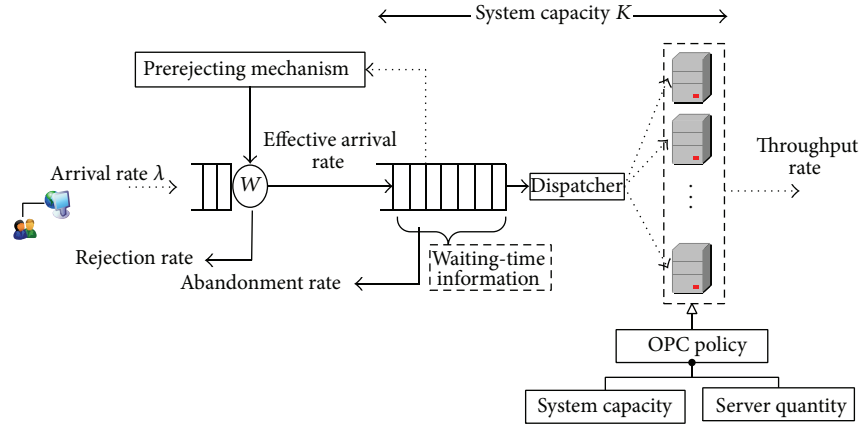 System capacity K
Prerejecting mechanism
Effective arrival
rate
Arrival rate λ
W
Dispatcher
Throughput
rate
Rejection rate
Waiting-time
information
Abandonment rate
OPC policy
System capacity
Server quantity